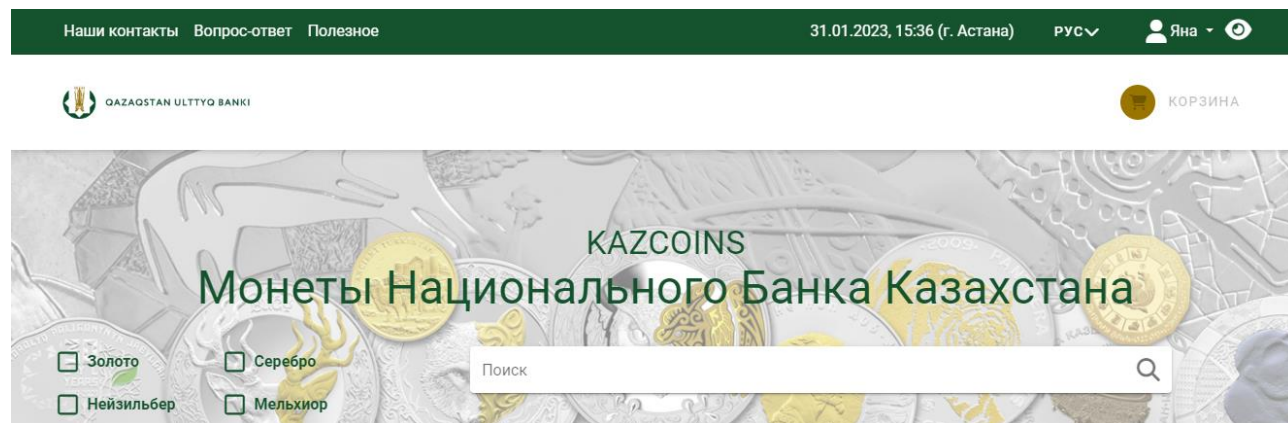 Наши контакты Вопрос-ответ Полезное 31.01.2023, 15:36 (г. Астана) РУС Яна
QAZAQSTAN ULTTYQ BANKI КОРЗИНА
KAZCOINS
Монеты Национального Банка Казахстана
Золото Серебро Поиск
Нейзильбер Мельхиор